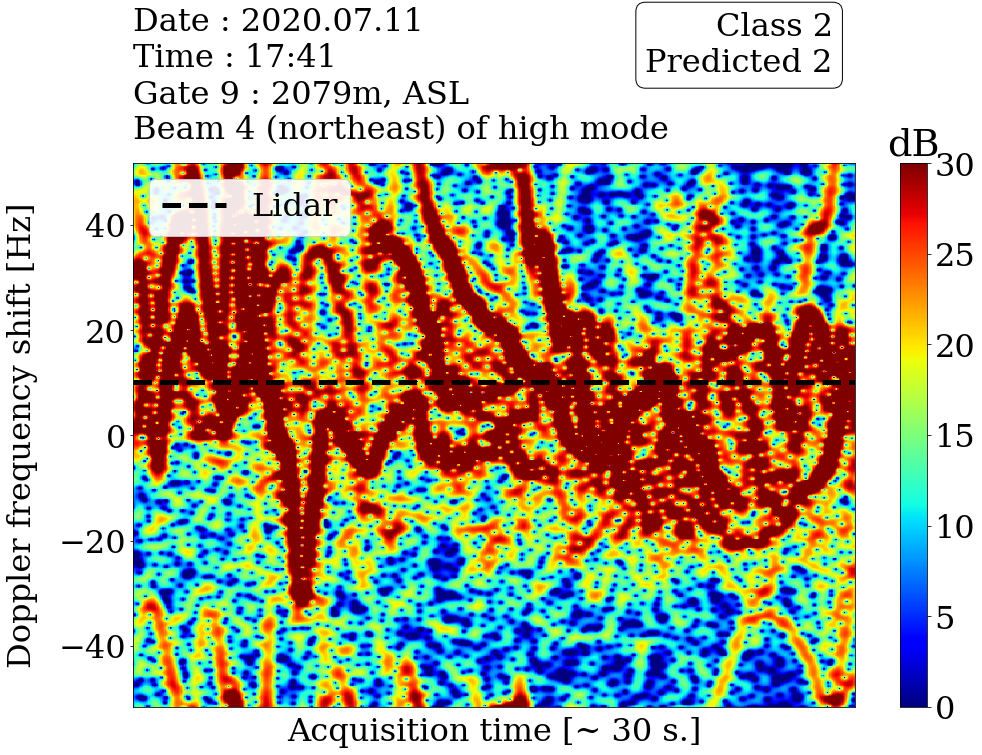 Date : 2020.07.11
Time : 17:41
Gate 9 : 2079m, ASL
Beam 4 (northeast) of high mode
Class 2
Predicted 2
dB
Lidar
Doppler frequency shift [Hz]
40
20
0
−20
−40
30
25
20
15
10
5
0
Acquisition time [~ 30 s.]